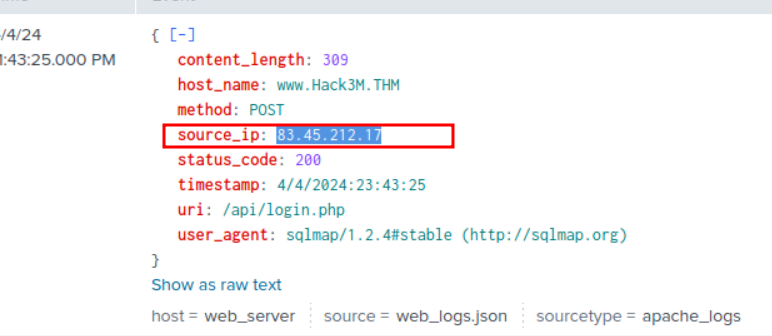 { [-]
/4/24
content_length: 309
:43:25.000 PM
host_name: www.Hack3M.THM
method: POST
source_ip: 83.45.212.17
status_code: 200
timestamp: 4/4/2024:23:43:25
uri: /api/login.php
user_agent: sqlmap/1.2.4#stable (http://sqlmap.org)
}
Show as raw text
host = web_server source = web_logs.json sourcetype = apache_logs